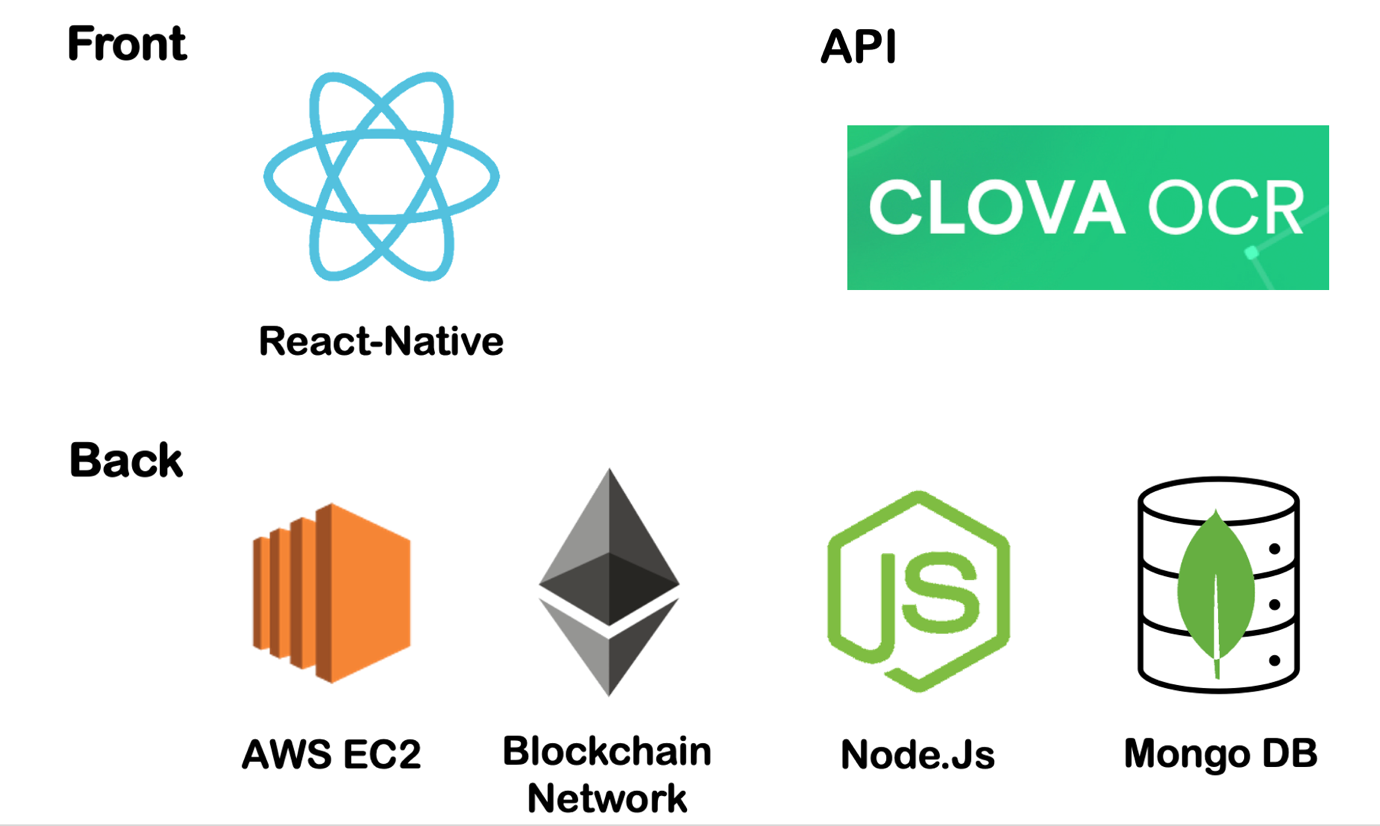 Front
API
CLOVA OCR
React-Native
Back
JS
AWS EC2
Blockchain
Network
Node.Js
Mongo DB